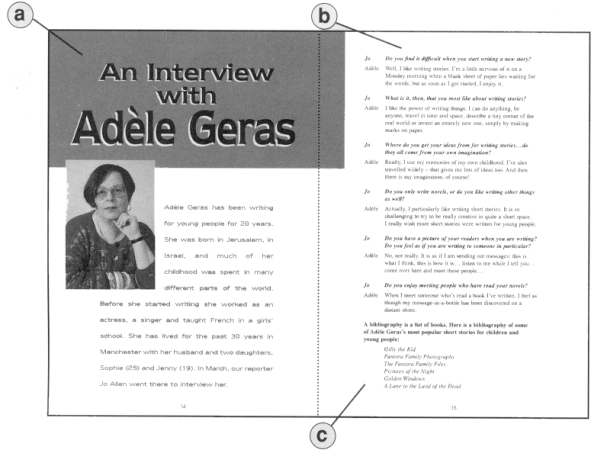 a
An Interview
with
Adèle Geras
Adèle Geras has been writing
for young people for 20 years.
She was born in Jerusalem, in
Israel, and much of her
childhood was spent in many
different parts of the world.
Before she started writing she worked as an
actress, a singer and taught French in a girls'
school. She has lived for the past 30 years in
Manchester with her husband and two daughters,
Sophie (25) and Jenny (19). In March, our reporter
Jo Allen went there to interview her.
14
b
Jo Do you find it difficult when you start writing a new story?
Adèle Well, I like writing stories. I'm a little nervous of it on a
Monday morning when a blank sheet of paper lies waiting for
the words, but as soon as I get started, I enjoy it.
Jo What is it, then, that you most like about writing stories?
Adèle I like the power of writing things. I can do anything, be
anyone, travel in time and space, describe a tiny corner of the
real world or invent an entirely new one, simply by making
marks on paper.
Jo Where do you get your ideas from for writing stories...do
they all come from your own imagination?
Adèle Really, I use my memories of my own childhood. I've also
travelled widely – that gives me lots of ideas too. And then
there is my imagination, of course!
Jo Do you only write novels, or do you like writing other things
as well?
Adèle Actually, I particularly like writing short stories. It is so
challenging to try to be really creative in quite a short space.
I really wish more short stories were written for young people.
Jo Do you have a picture of your readers when you are writing?
Do you feel as if you are writing to someone in particular?
Adèle No, not really. It is as if I am sending out messages: this is
what I think, this is how it is... listen to me while I tell you...
come over here and meet these people...
Jo Do you enjoy meeting people who have read your novels?
Adèle When I meet someone who's read a book I've written, I feel as
though my message-in-a-bottle has been discovered on a
distant shore.
A bibliography is a list of books. Here is a bibliography of some
of Adèle Geras's most popular short stories for children and
young people:
Gilly the Kid
Fantora Family Photographs
The Fantora Family Files
Pictures of the Night
Golden Windows
A Lane to the Land of the Dead
15
c